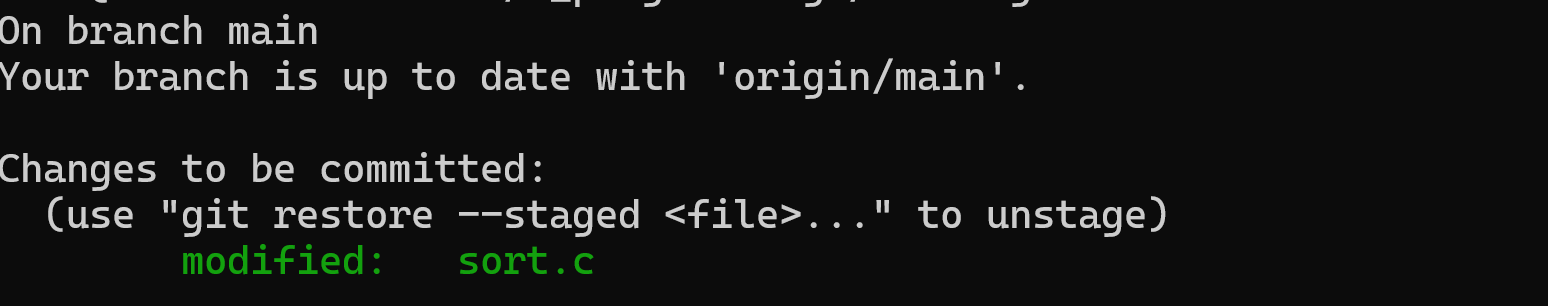 On branch main
Your branch is up to date with 'origin/main'.
Changes to be committed:
(use "git restore --staged <file>..." to unstage)
modified: sort.c